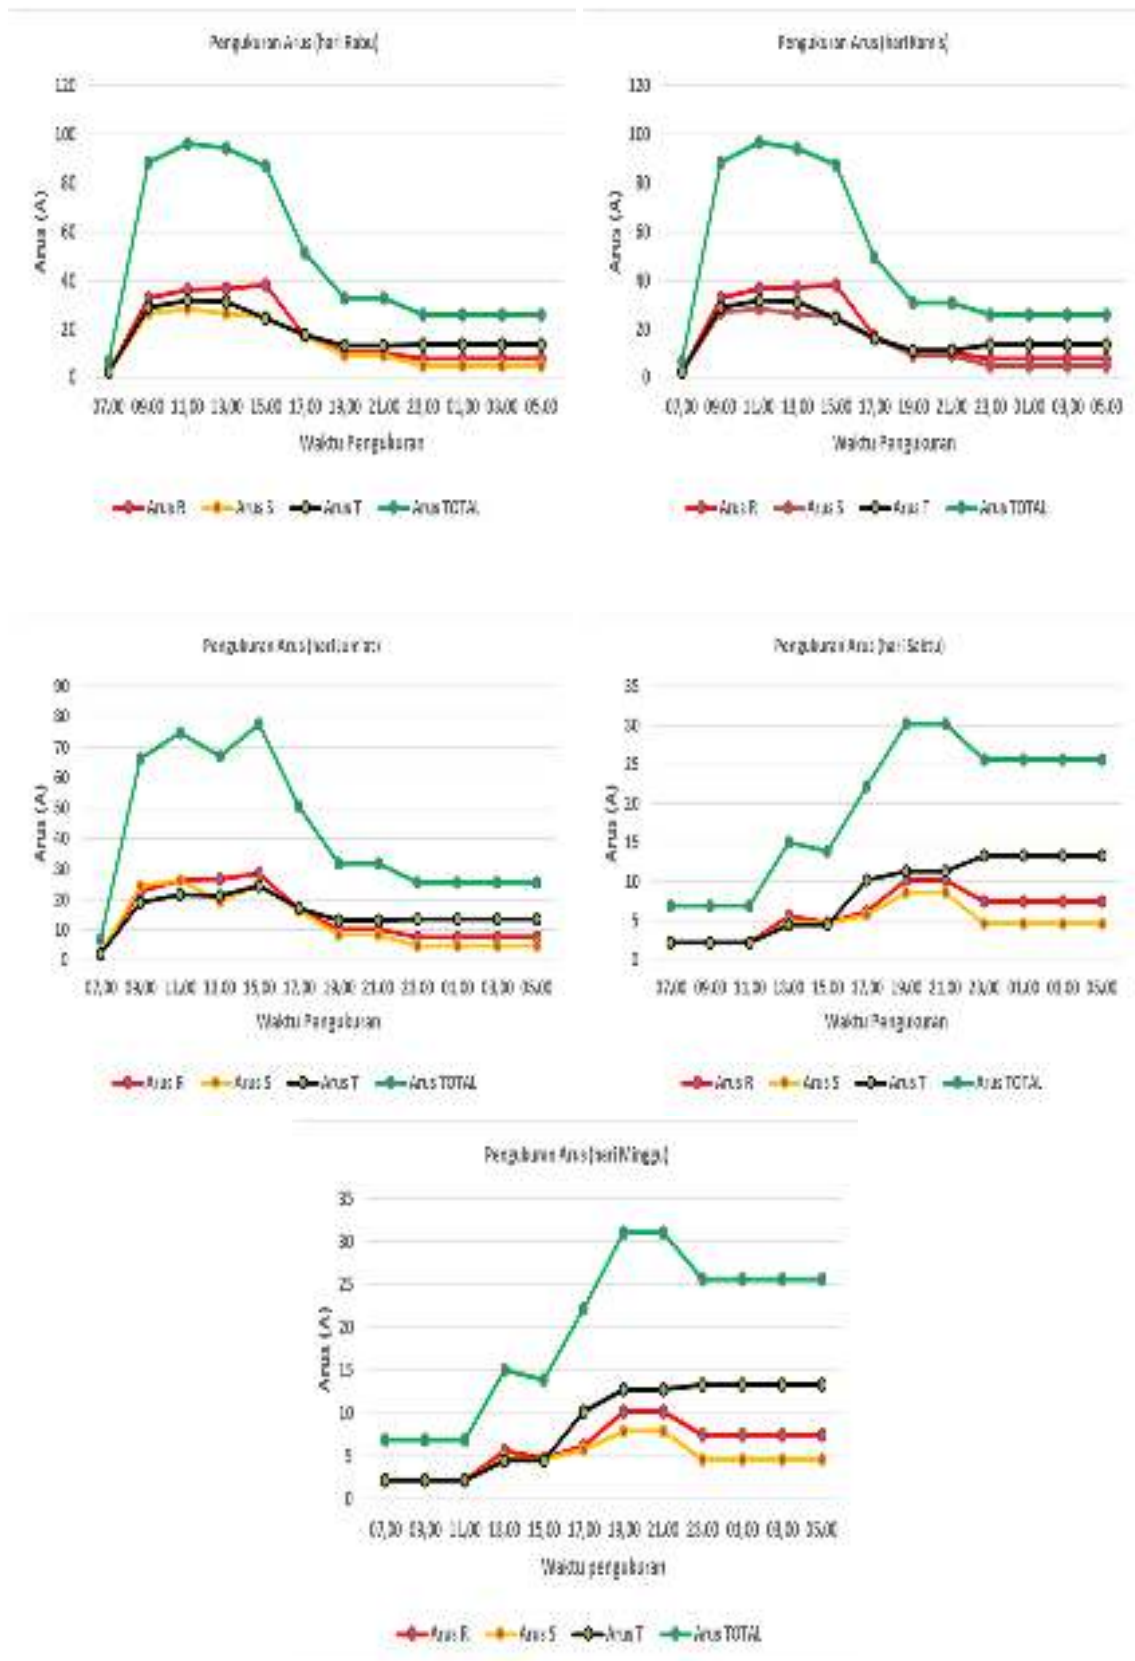 Pengukuran Arus (hari Rabu)
120
100
80
60
40
20
0
Arus (A)
07,00 09,00 11,00 13,00 15,00 17,00 19,00 21,00 23,00 01,00 03,00 05,00
Waktu Pengukuran
Arus R Arus S Arus T Arus TOTAL
Pengukuran Arus (hari Kamis)
120
100
80
60
40
20
0
Arus (A)
07,00 09,00 11,00 13,00 15,00 17,00 19,00 21,00 23,00 01,00 03,00 05,00
Waktu Pengukuran
Arus R Arus S Arus T Arus TOTAL
Pengukuran Arus (hari
90
80
70
60
50
40
30
20
10
0
Arus (A)
07,00 09,00 11,00 13,00 15,00 17,00 19,00 21,00 23,00 01,00 03,00 05,00
Waktu Pengukuran
Arus R Arus S Arus T Arus TOTAL
Pengukuran Arus (hari Sabtu)
35
30
25
20
15
10
5
0
Arus (A)
07,00 09,00 11,00 13,00 15,00 17,00 19,00 21,00 23,00 01,00 03,00 05,00
Waktu Pengukuran
Arus R Arus S Arus T Arus TOTAL
Pengukuran Arus (hari Minggu)
35
30
25
20
15
10
5
0
Arus (A)
07,00 09,00 11,00 13,00 15,00 17,00 19,00 21,00 23,00 01,00 03,00 05,00
Waktu pengukuran
Arus R Arus S Arus T Arus TOTAL